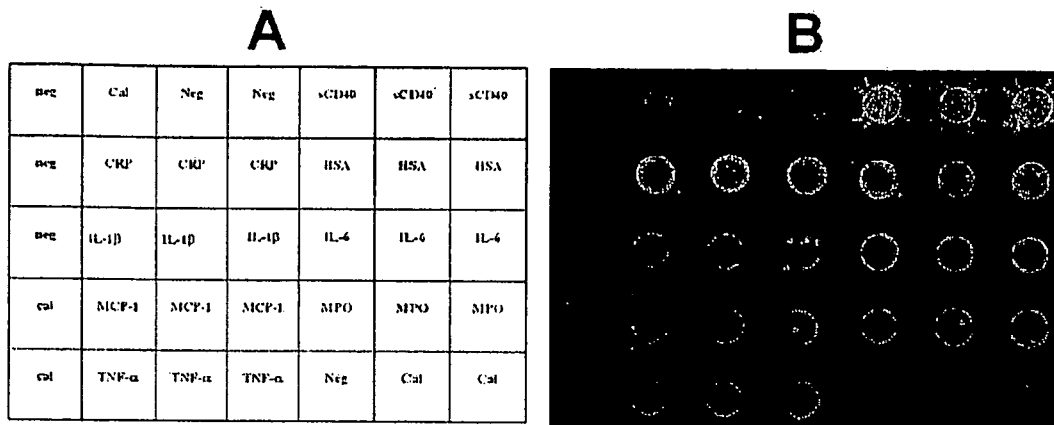 A
B
neg Cal Neg Neg sCD40 sCD40 sCD40
neg CRP CRP CRP HSA HSA HSA
neg IL-1β IL-1β IL-1β IL-6 IL-6 IL-6
cal MCP-1 MCP-1 MCP-1 MPO MPO MPO
cal TNF-α TNF-α TNF-α Neg Cal Cal